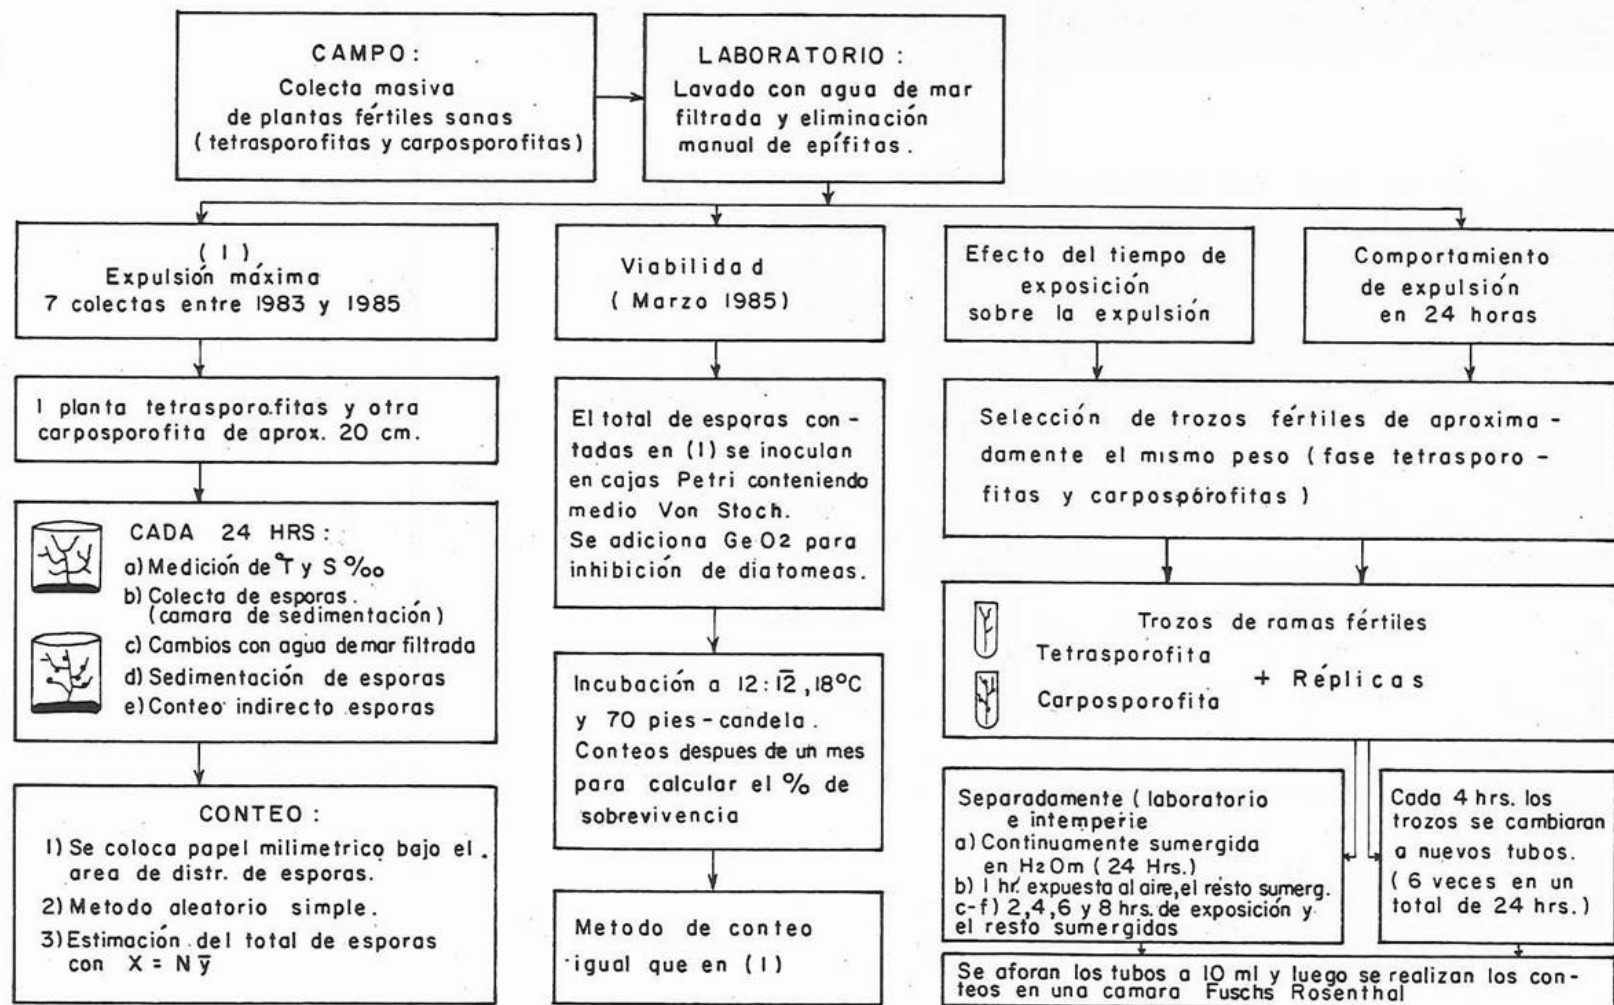 CAMPO:
Colecta masiva
de plantas fértiles sanas
(tetrasporofitas y carposporofitas)
LABORATORIO:
Lavado con agua de mar
filtrada y eliminación
manual de epífitas.
(1)
Expulsión máxima
7 colectas entre 1983 y 1985
1 planta tetrasporofitas y otra
carposporofita de aprox. 20 cm.
CADA 24 HRS:
a) Medición de °T y S ‰
b) Colecta de esporas.
(camara de sedimentación)
c) Cambios con agua de mar filtrada
d) Sedimentación de esporas
e) Conteo indirecto esporas
CONTEO:
1) Se coloca papel milimetrico bajo el
area de distr. de esporas.
2) Metodo aleatorio simple.
3) Estimación del total de esporas
con X = Nȳ
Viabilidad
(Marzo 1985)
El total de esporas con-
tadas en (1) se inoculan
en cajas Petri conteniendo
medio Von Stoch.
Se adiciona GeO2 para
inhibición de diatomeas.
Incubación a 12:1̅2̅, 18°C
y 70 pies-candela.
Conteos despues de un mes
para calcular el % de
sobrevivencia
Metodo de conteo
igual que en (1)
Efecto del tiempo de
exposición
sobre la expulsión
Comportamiento
de expulsión
en 24 horas
Selección de trozos fértiles de aproxima-
damente el mismo peso (fase tetrasporo-
fitas y carpospórofitas)
Trozos de ramas fértiles
Tetrasporofita
+ Réplicas
Carposporofita
Separadamente (laboratorio
e intemperie
a) Continuamente sumergida
en H2Om (24 Hrs.)
b) 1 hr. expuesta al aire, el resto sumerg.
c-f) 2,4,6 y 8 hrs. de exposición y
el resto sumergidas
Cada 4 hrs. los
trozos se cambiaran
a nuevos tubos.
(6 veces en un
total de 24 hrs.)
Se aforan los tubos a 10 ml y luego se realizan los con-
teos en una camara Fuschs Rosenthal